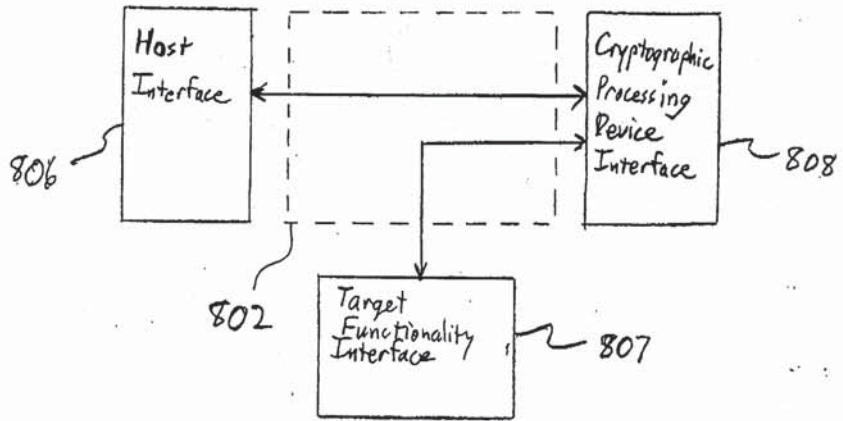 Host
Interface
806
Cryptographic
Processing
Device
Interface
808
802
Target
Functionality
Interface
807